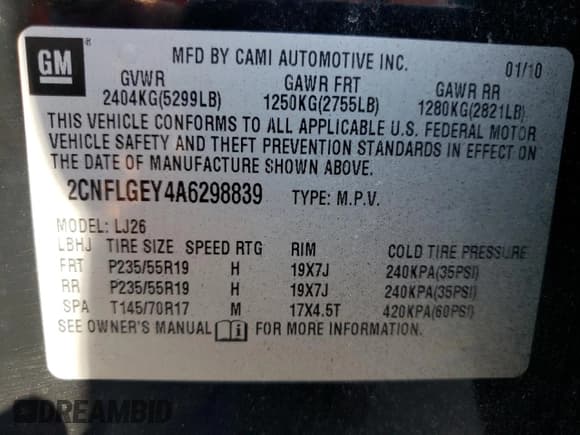 GM ®
MFD BY CAMI AUTOMOTIVE INC. 01/10
GVWR GAWR FRT GAWR RR
2404KG(5299LB) 1250KG(2755LB) 1280KG(2821LB)
THIS VEHICLE CONFORMS TO ALL APPLICABLE U.S. FEDERAL MOTOR
VEHICLE SAFETY AND THEFT PREVENTION STANDARDS IN EFFECT ON
THE DATE OF MANUFACTURE SHOWN ABOVE.
2CNFLGEY4A6298839 TYPE: M.P.V.
MODEL: LJ26
LBHJ TIRE SIZE SPEED RTG RIM COLD TIRE PRESSURE
FRT P235/55R19 H 19X7J 240KPA(35PSI)
RR P235/55R19 H 19X7J 240KPA(35PSI)
SPA T145/70R17 M 17X4.5T 420KPA(60PSI)
SEE OWNER'S MANUAL FOR MORE INFORMATION.
DREAMBID